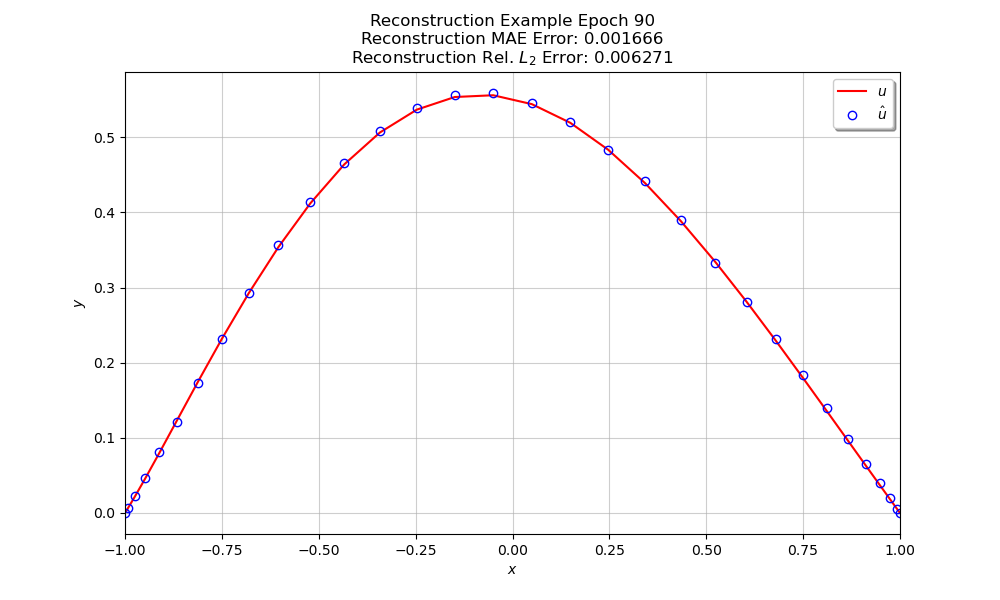 Reconstruction Example Epoch 90
Reconstruction MAE Error: 0.001666
Reconstruction Rel. $L_2$ Error: 0.006271
u
û
0.5
0.4
0.3
0.2
0.1
0.0
y
−1.00 −0.75 −0.50 −0.25 0.00 0.25 0.50 0.75 1.00
x